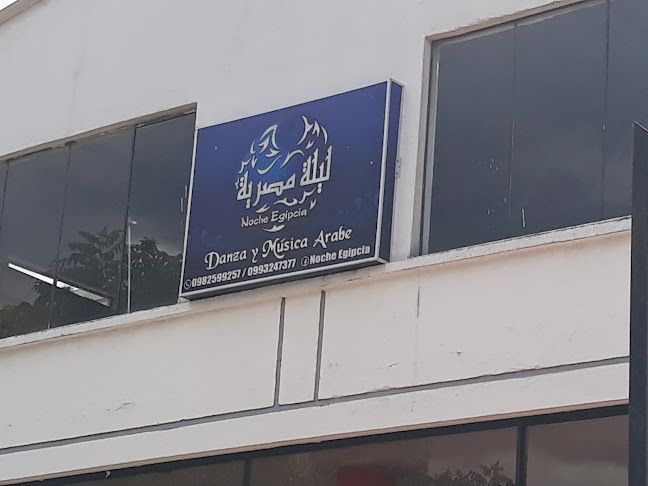 ليلة مصرية
Noche Egipcia
Danza y Música Arabe
0982599257 / 0993247377 Noche Egipcia